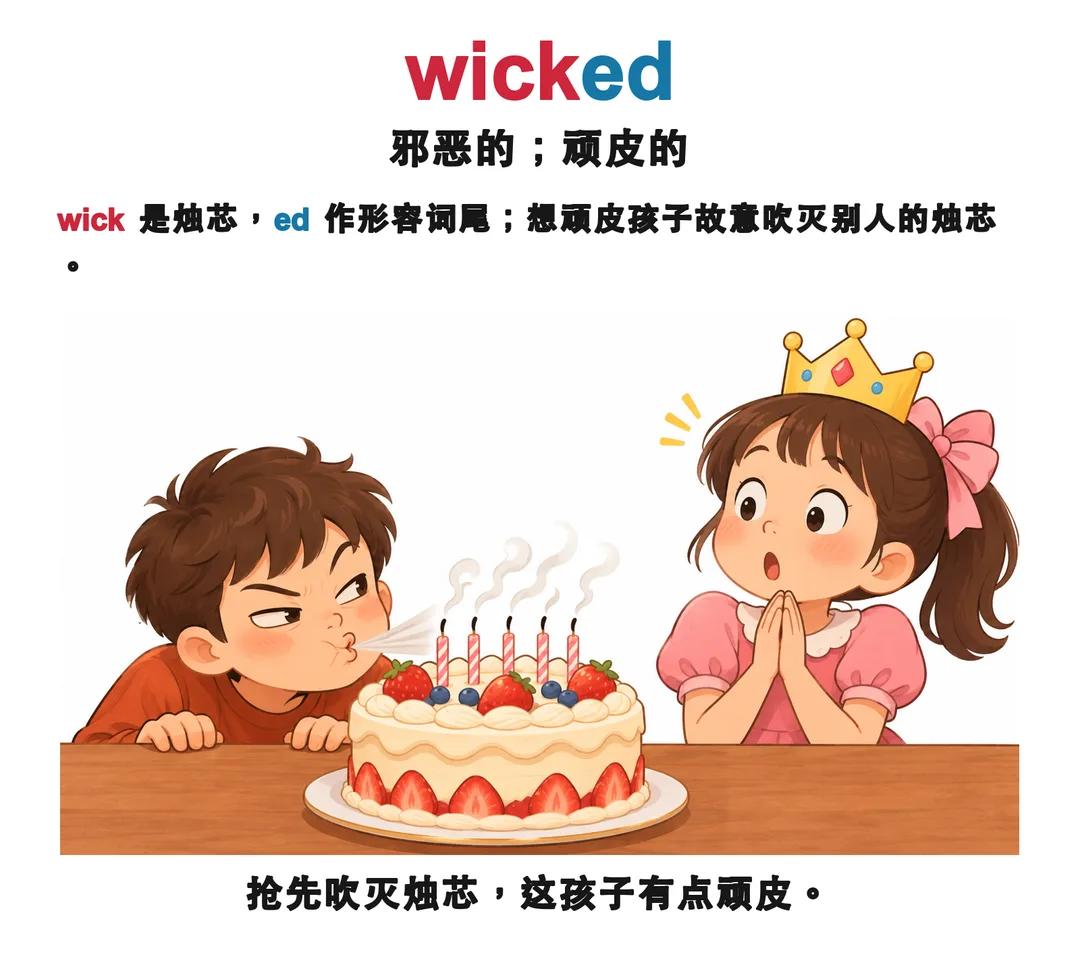 wicked
邪恶的；顽皮的
wick 是烛芯，ed 作形容词尾；想顽皮孩子故意吹灭别人的烛芯
。
抢先吹灭烛芯，这孩子有点顽皮。